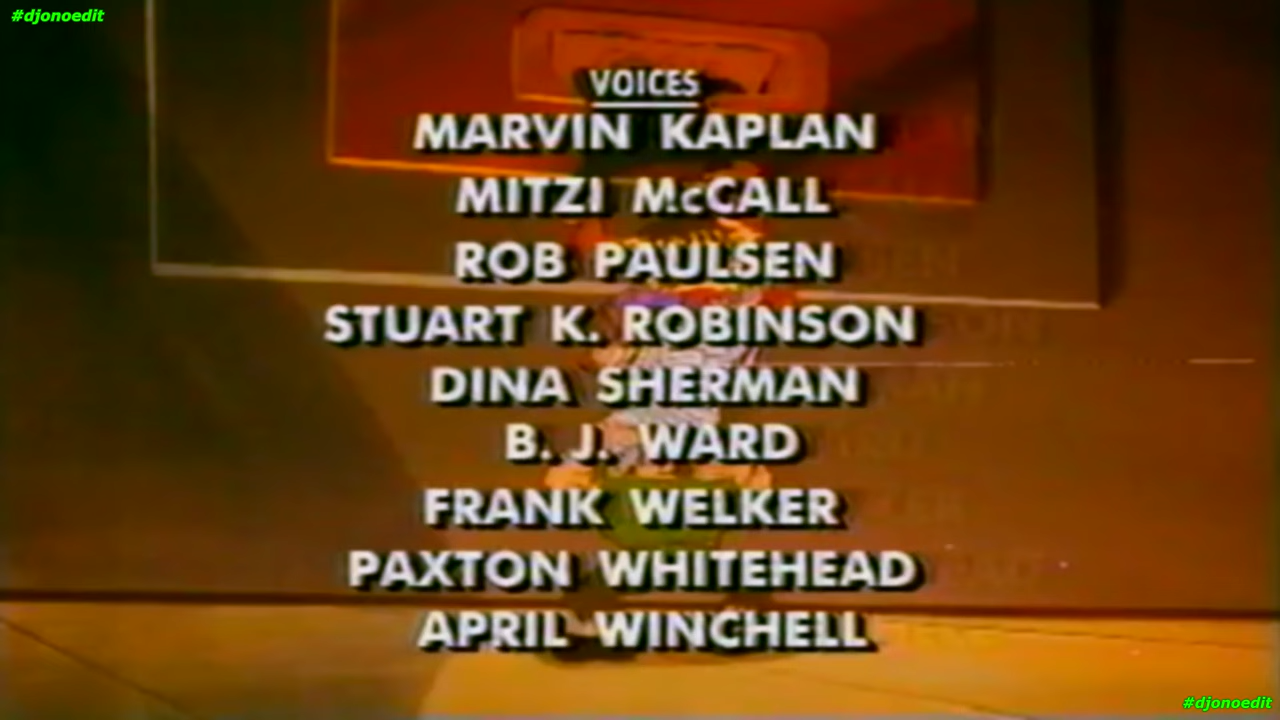 #djonoedit
VOICES
MARVIN KAPLAN
MITZI McCALL
ROB PAULSEN
STUART K. ROBINSON
DINA SHERMAN
B. J. WARD
FRANK WELKER
PAXTON WHITEHEAD
APRIL WINCHELL
#djonoedit